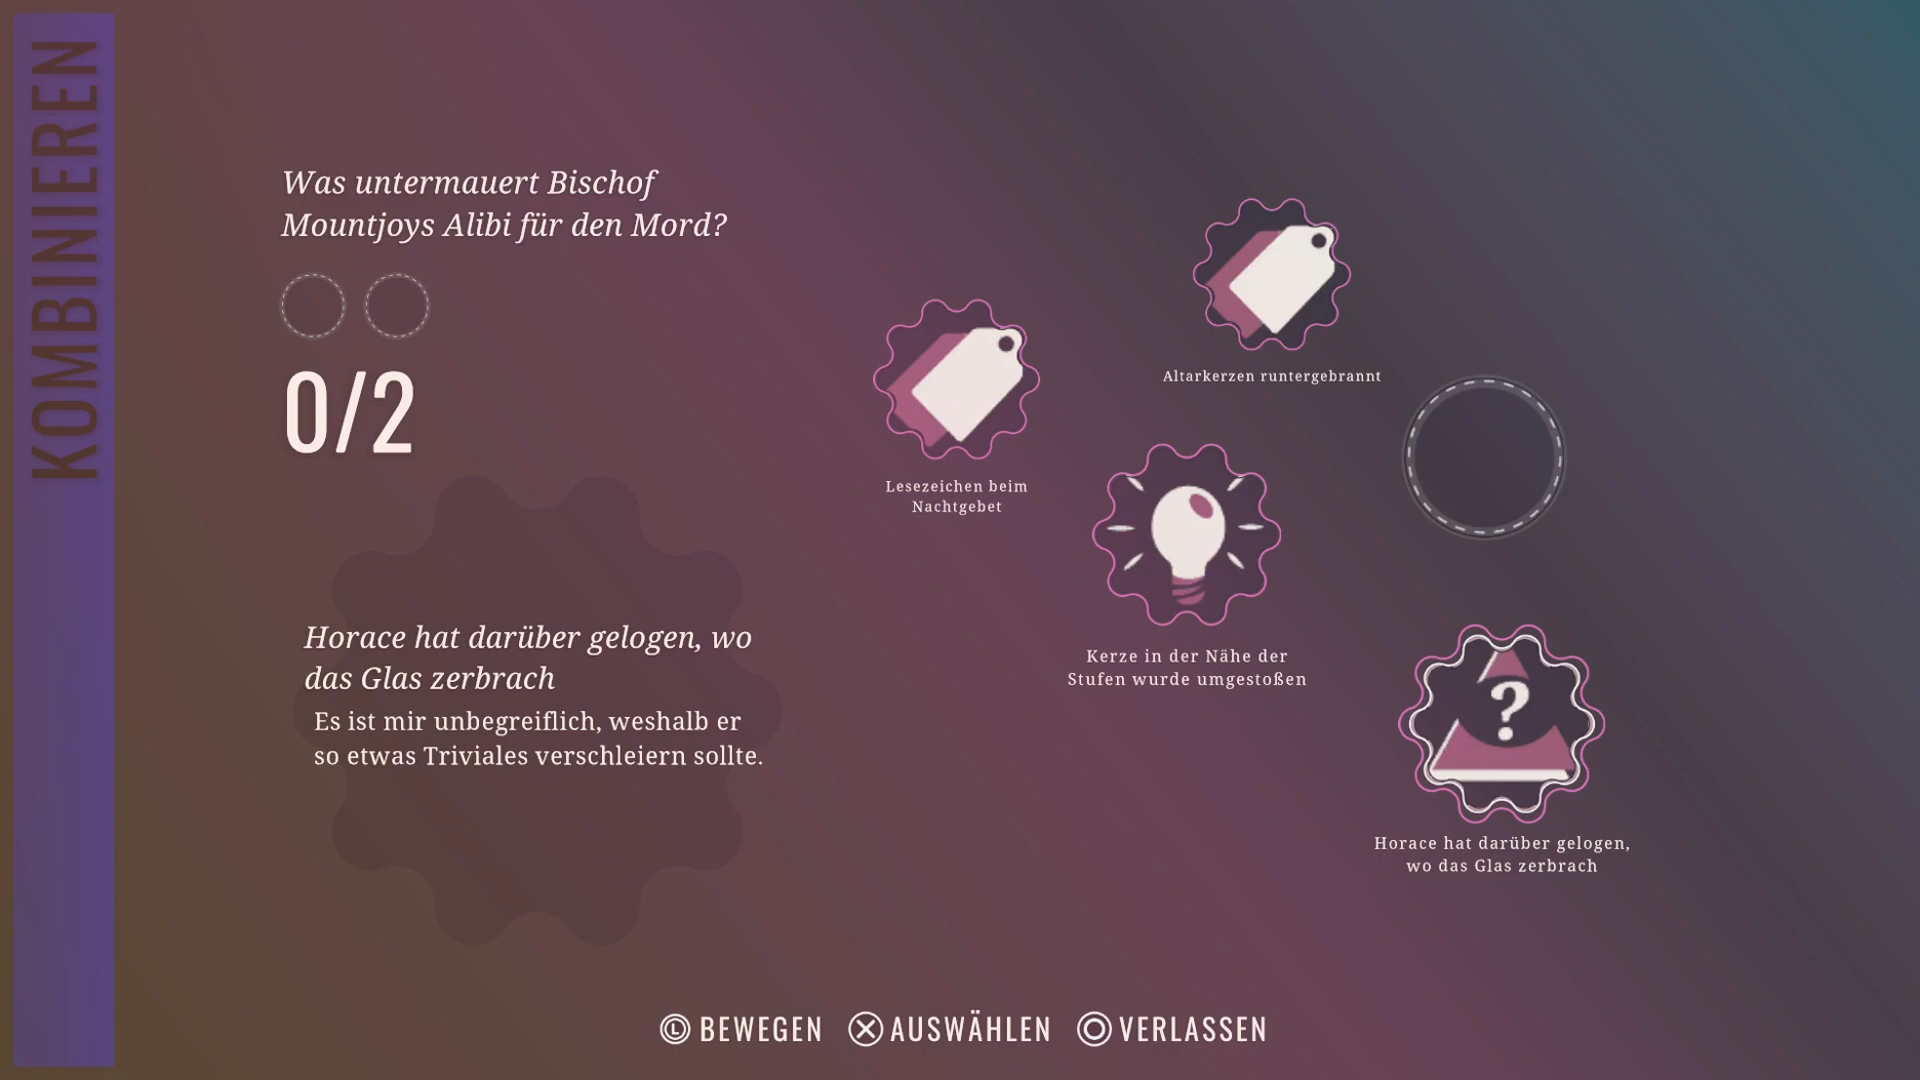 KOMBINIEREN
Was untermauert Bischof
Mountjoys Alibi für den Mord?
0/2
Horace hat darüber gelogen, wo
das Glas zerbrach
Es ist mir unbegreiflich, weshalb er
so etwas Triviales verschleiern sollte.
Altarkerzen runtergebrannt
Lesezeichen beim
Nachtgebet
Kerze in der Nähe der
Stufen wurde umgestoßen
?
Horace hat darüber gelogen,
wo das Glas zerbrach
L BEWEGEN AUSWÄHLEN VERLASSEN